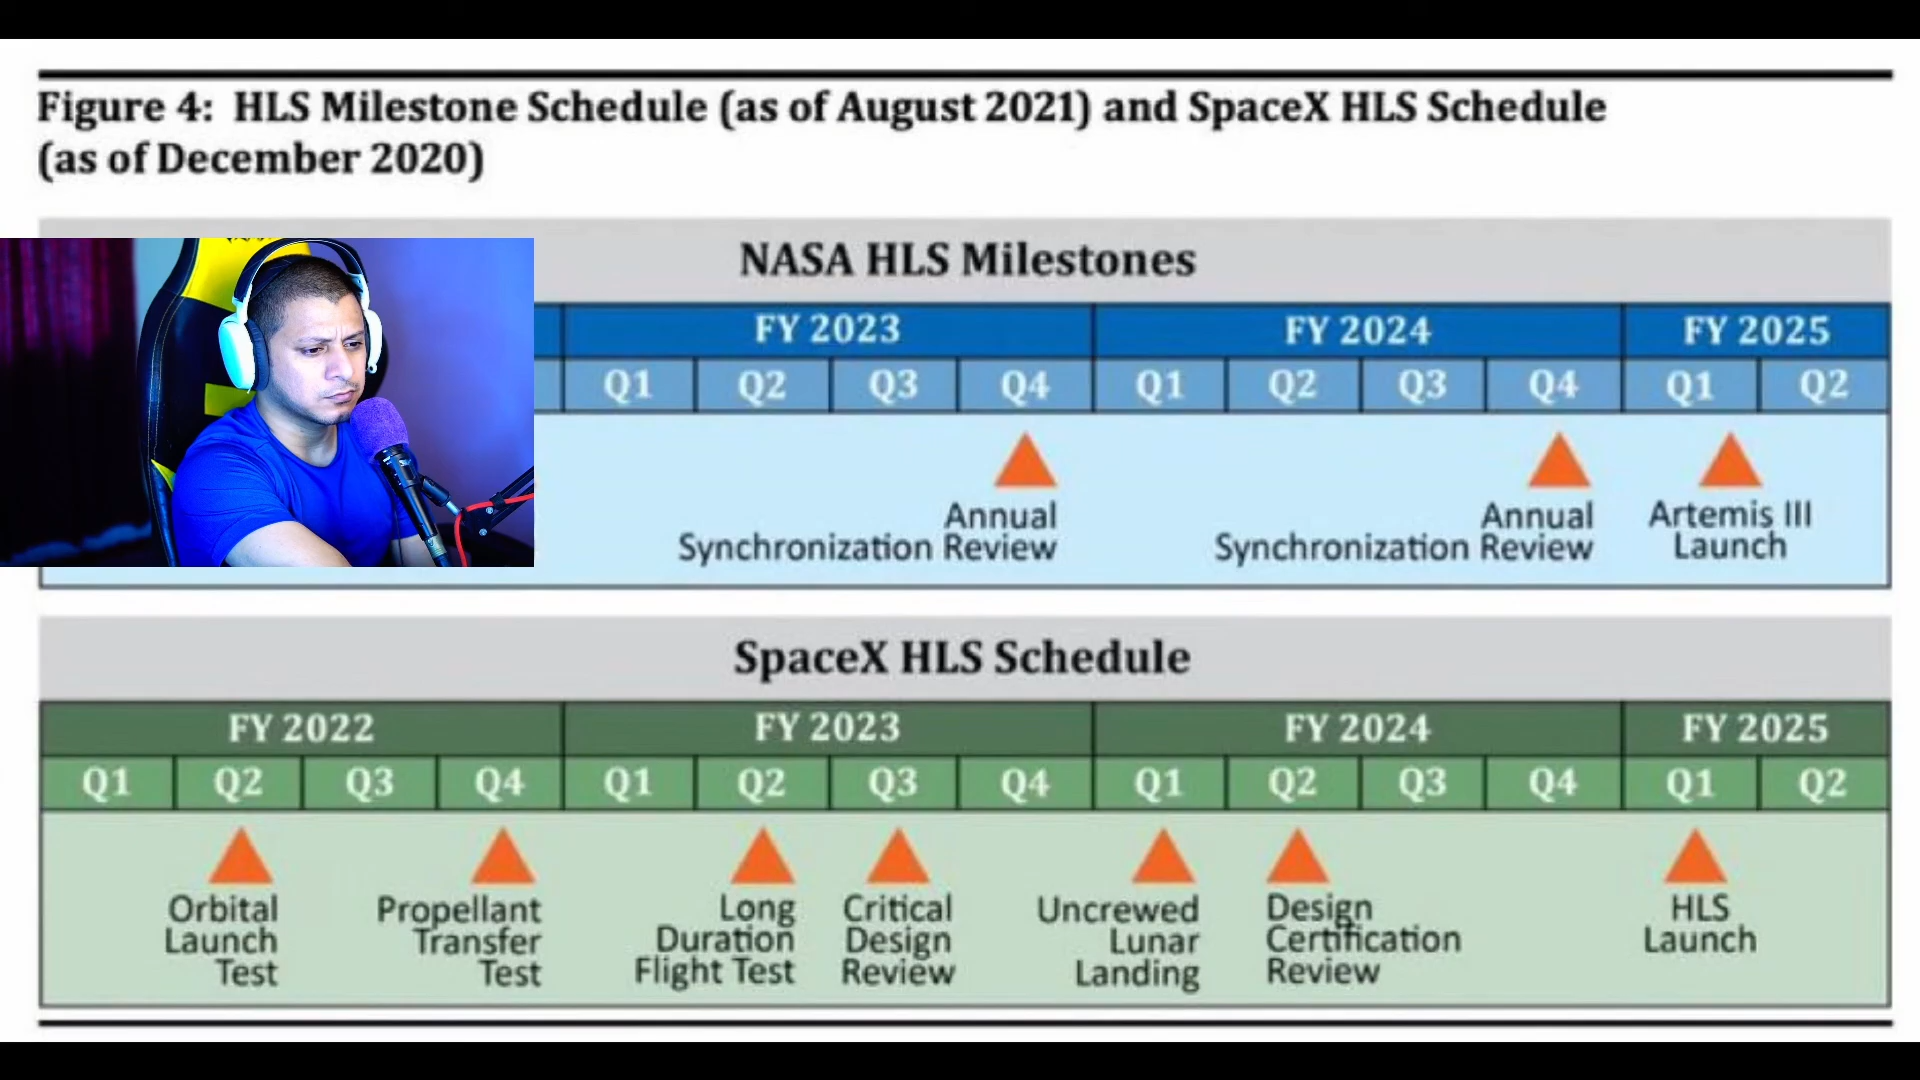 Figure 4: HLS Milestone Schedule (as of August 2021) and SpaceX HLS Schedule
(as of December 2020)
NASA HLS Milestones
FY 2023 FY 2024 FY 2025
Q1 Q2 Q3 Q4 Q1 Q2 Q3 Q4 Q1 Q2
Annual
Synchronization Review
Annual
Synchronization Review
Artemis III
Launch
SpaceX HLS Schedule
FY 2022 FY 2023 FY 2024 FY 2025
Q1 Q2 Q3 Q4 Q1 Q2 Q3 Q4 Q1 Q2 Q3 Q4 Q1 Q2
Orbital
Launch
Test
Propellant
Transfer
Test
Long
Duration
Flight Test
Critical
Design
Review
Uncrewed
Lunar
Landing
Design
Certification
Review
HLS
Launch